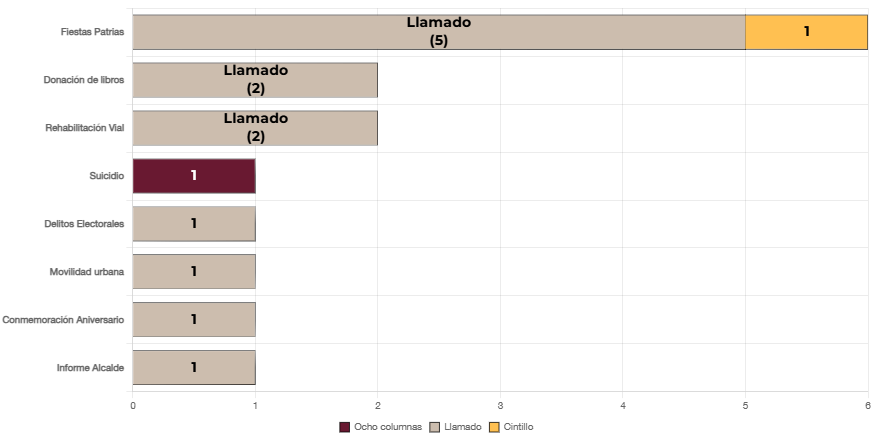 Fiestas Patrias
Llamado
(5)
1
Donación de libros
Llamado
(2)
Rehabilitación Vial
Llamado
(2)
Suicidio
1
Delitos Electorales
1
Movilidad urbana
1
Conmemoración Aniversario
1
Informe Alcalde
1
0 1 2 3 4 5 6
Ocho columnas Llamado Cintillo